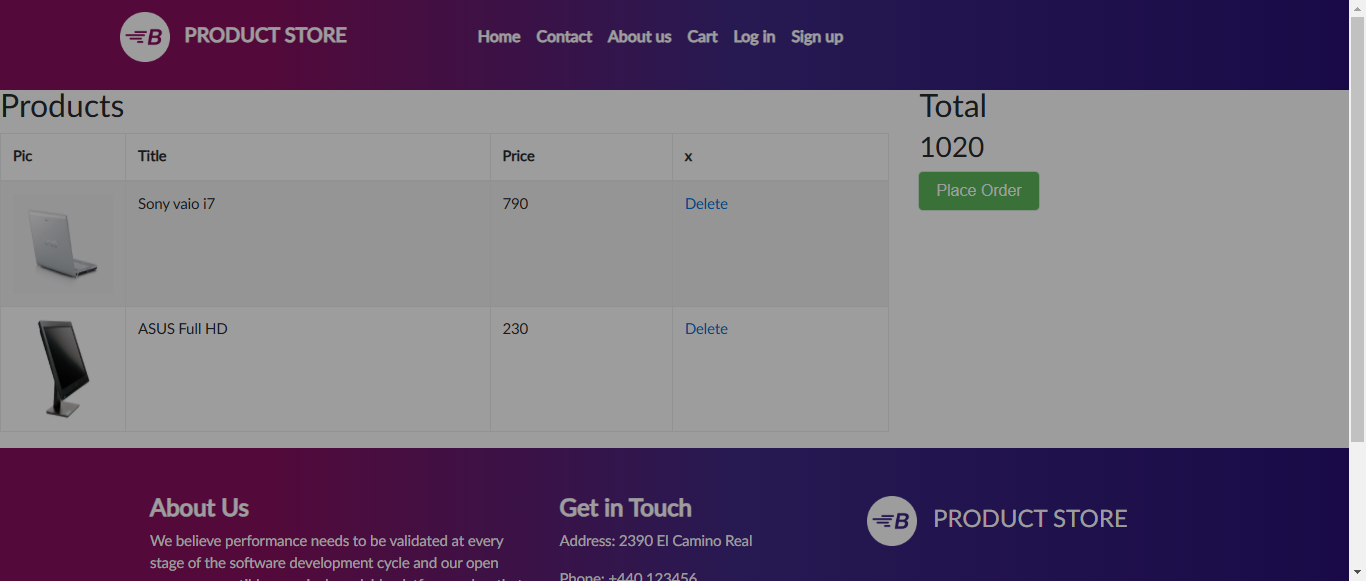 B PRODUCT STORE
Home Contact About us Cart Log in Sign up
Products
Total
1020
Place Order
Pic Title Price x
Sony vaio i7 790 Delete
ASUS Full HD 230 Delete
About Us
We believe performance needs to be validated at every
stage of the software development cycle and our open
Get in Touch
Address: 2390 El Camino Real
Phone: +440 123456
B PRODUCT STORE